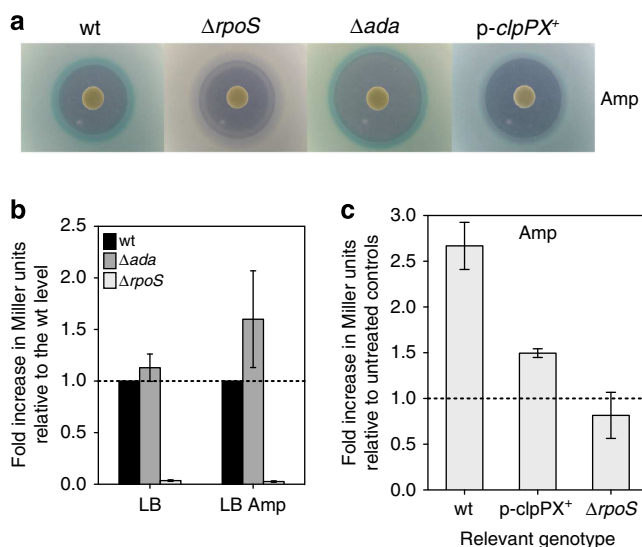 a
wt
ΔrpoS
Δada
p-clpPX⁺
Amp
b
Fold increase in Miller units
relative to the wt level
2.5
2.0
1.5
1.0
0.5
0.0
wt
Δada
ΔrpoS
LB
LB Amp
c
Fold increase in Miller units
relative to untreated controls
3.0
2.5
2.0
1.5
1.0
0.5
0.0
Amp
wt
p-clpPX⁺
ΔrpoS
Relevant genotype